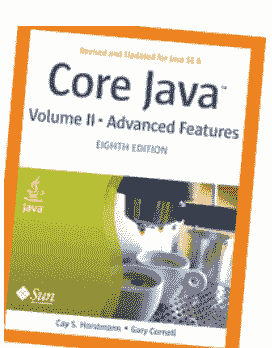 Revised and Updated for Java SE 6
Core Java™
Volume II • Advanced Features
EIGHTH EDITION
Java
Sun
Cay S. Horstmann • Gary Cornell